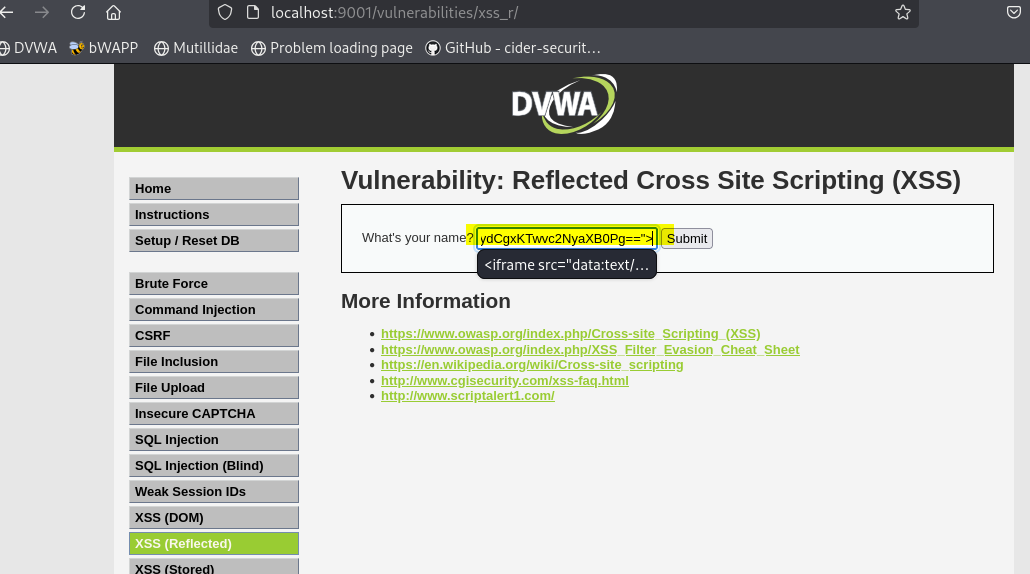 localhost:9001/vulnerabilities/xss_r/
DVWA bWAPP Mutillidae Problem loading page GitHub - cider-securit…
DVWA
Home
Instructions
Setup / Reset DB
Brute Force
Command Injection
CSRF
File Inclusion
File Upload
Insecure CAPTCHA
SQL Injection
SQL Injection (Blind)
Weak Session IDs
XSS (DOM)
XSS (Reflected)
XSS (Stored)
Vulnerability: Reflected Cross Site Scripting (XSS)
What's your name? ydCgxKTwvc2NyaXB0Pg=="> Submit
<iframe src="data:text/…
More Information
https://www.owasp.org/index.php/Cross-site_Scripting_(XSS)
https://www.owasp.org/index.php/XSS_Filter_Evasion_Cheat_Sheet
https://en.wikipedia.org/wiki/Cross-site_scripting
http://www.cgisecurity.com/xss-faq.html
http://www.scriptalert1.com/